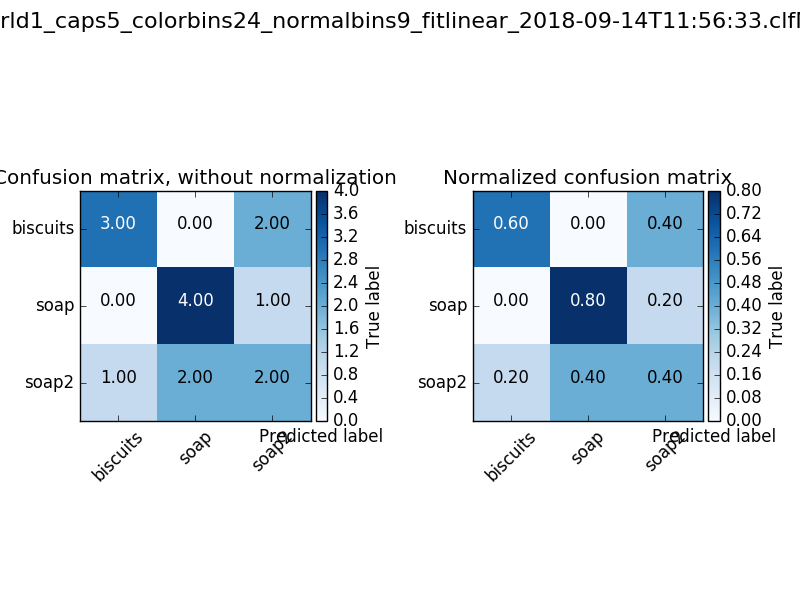 rld1_caps5_colorbins24_normalbins9_fitlinear_2018-09-14T11:56:33.clf
Confusion matrix, without normalization
biscuits
soap
soap2
3.00 0.00 2.00
0.00 4.00 1.00
1.00 2.00 2.00
biscuits soap soap2
4.0
3.6
3.2
2.8
2.4
2.0
1.6
1.2
0.8
0.4
0.0
True label
Predicted label
Normalized confusion matrix
biscuits
soap
soap2
0.60 0.00 0.40
0.00 0.80 0.20
0.20 0.40 0.40
biscuits soap soap2
0.80
0.72
0.64
0.56
0.48
0.40
0.32
0.24
0.16
0.08
0.00
True label
Predicted label